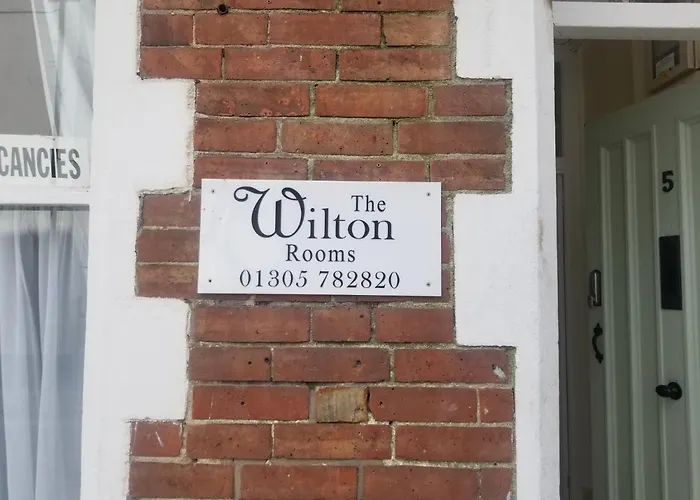 CANCIES
The
Wilton
Rooms
01305 782820
5